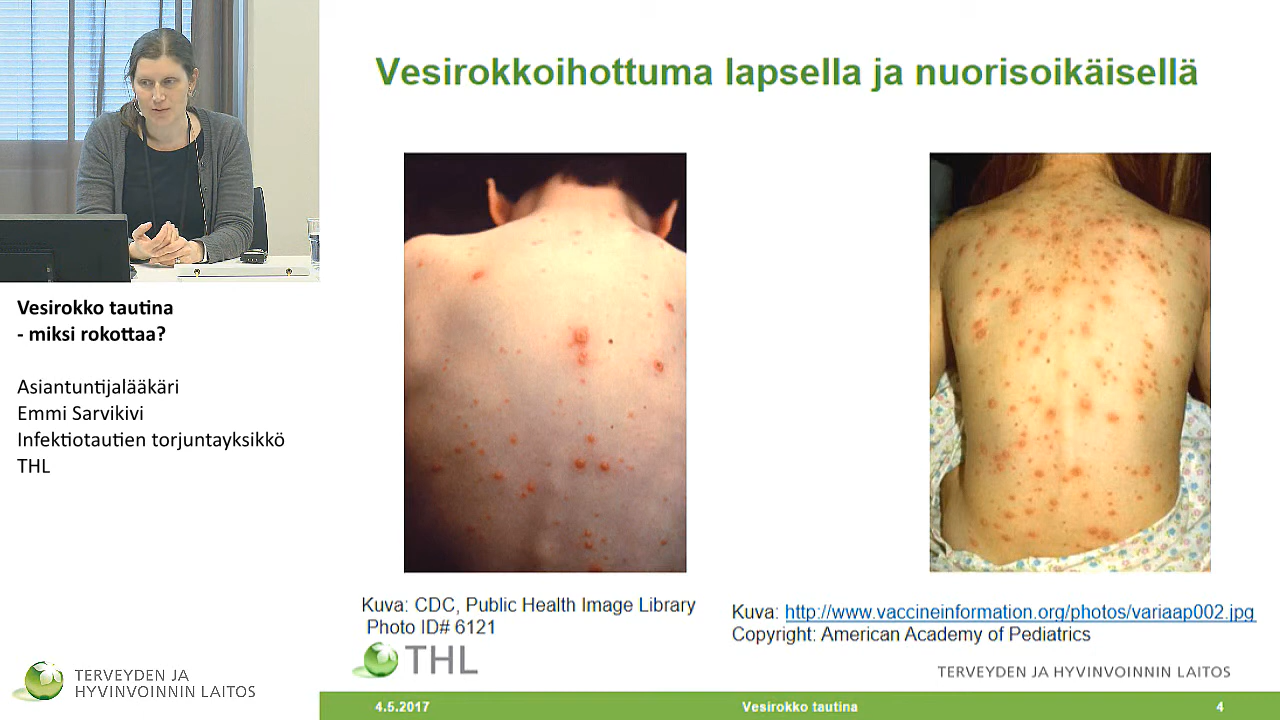 Vesirokkoihottuma lapsella ja nuorisoikäisellä
Vesirokko tautina
- miksi rokottaa?
Asiantuntijalääkäri
Emmi Sarvikivi
Infektiotautien torjuntayksikkö
THL
Kuva: CDC, Public Health Image Library
Photo ID# 6121
Kuva: http://www.vaccineinformation.org/photos/variaap002.jpg
Copyright: American Academy of Pediatrics
THL
TERVEYDEN JA HYVINVOINNIN LAITOS
TERVEYDEN JA
HYVINVOINNIN LAITOS
4.5.2017
Vesirokko tautina
4